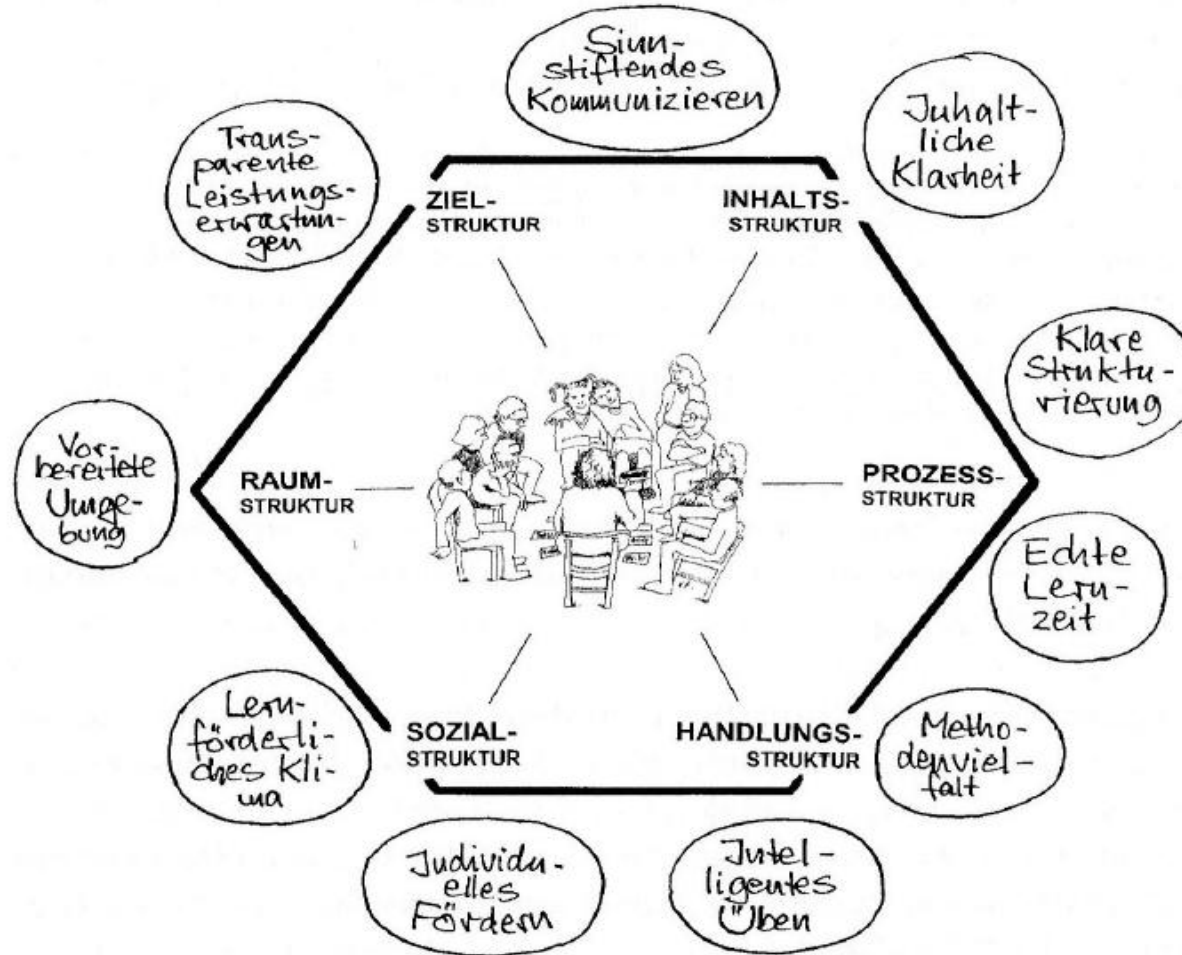 Sinn-
stiftendes
Kommunizieren
Inhalt-
liche
Klarheit
Trans-
parente
Leistungs-
erwartun-
gen
ZIEL-
STRUKTUR
INHALTS-
STRUKTUR
Klare
Struktu-
rierung
Vor-
bereitete
Umge-
bung
RAUM-
STRUKTUR
PROZESS-
STRUKTUR
Echte
Lern-
zeit
Lern-
förderli-
ches Kli-
ma
SOZIAL-
STRUKTUR
HANDLUNGS-
STRUKTUR
Metho-
denviel-
falt
Individu-
elles
Fördern
Intel-
ligentes
Üben